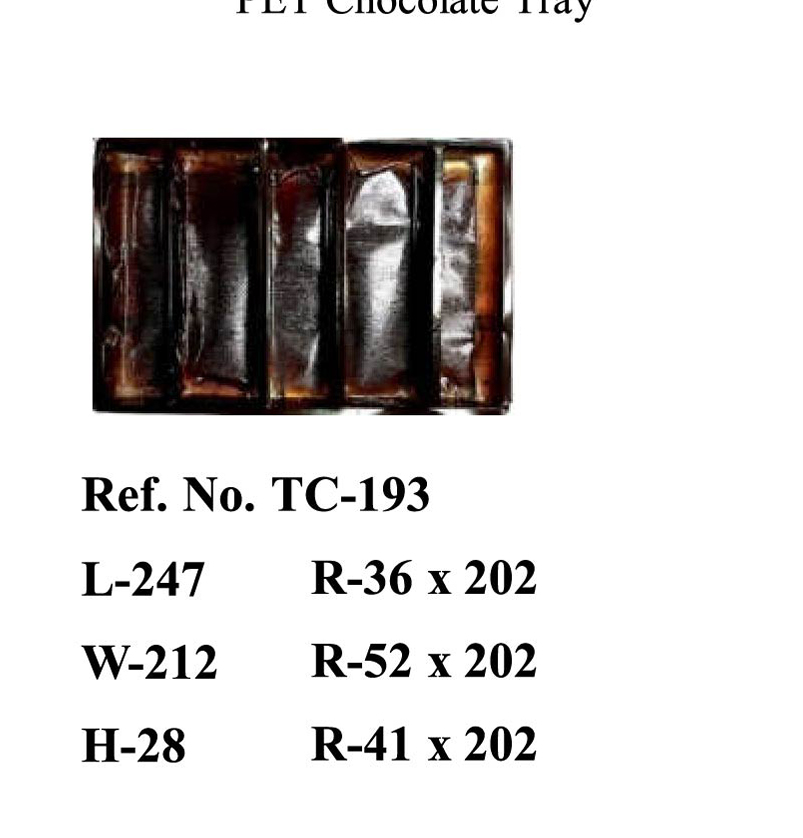 PET Chocolate Tray
Ref. No. TC-193
L-247 R-36 x 202
W-212 R-52 x 202
H-28 R-41 x 202